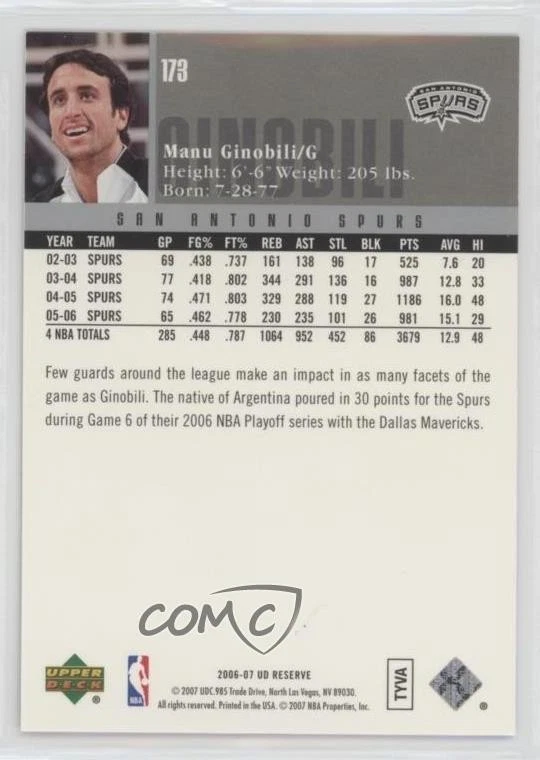 173
SAN ANTONIO
SPURS
GINOBILI
Manu Ginobili/G
Height: 6'-6" Weight: 205 lbs.
Born: 7-28-77
SAN ANTONIO SPURS
YEAR TEAM GP FG% FT% REB AST STL BLK PTS AVG HI
02-03 SPURS 69 .438 .737 161 138 96 17 525 7.6 20
03-04 SPURS 77 .418 .802 344 291 136 16 987 12.8 33
04-05 SPURS 74 .471 .803 329 288 119 27 1186 16.0 48
05-06 SPURS 65 .462 .778 230 235 101 26 981 15.1 29
4 NBA TOTALS 285 .448 .787 1064 952 452 86 3679 12.9 48
Few guards around the league make an impact in as many facets of the
game as Ginobili. The native of Argentina poured in 30 points for the Spurs
during Game 6 of their 2006 NBA Playoff series with the Dallas Mavericks.
COMC
UPPER
DECK
®
NBA
2006-07 UD RESERVE
© 2007 UDC. 985 Trade Drive, North Las Vegas, NV 89030.
All rights reserved. Printed in the USA. © 2007 NBA Properties, Inc.
TYVA
®